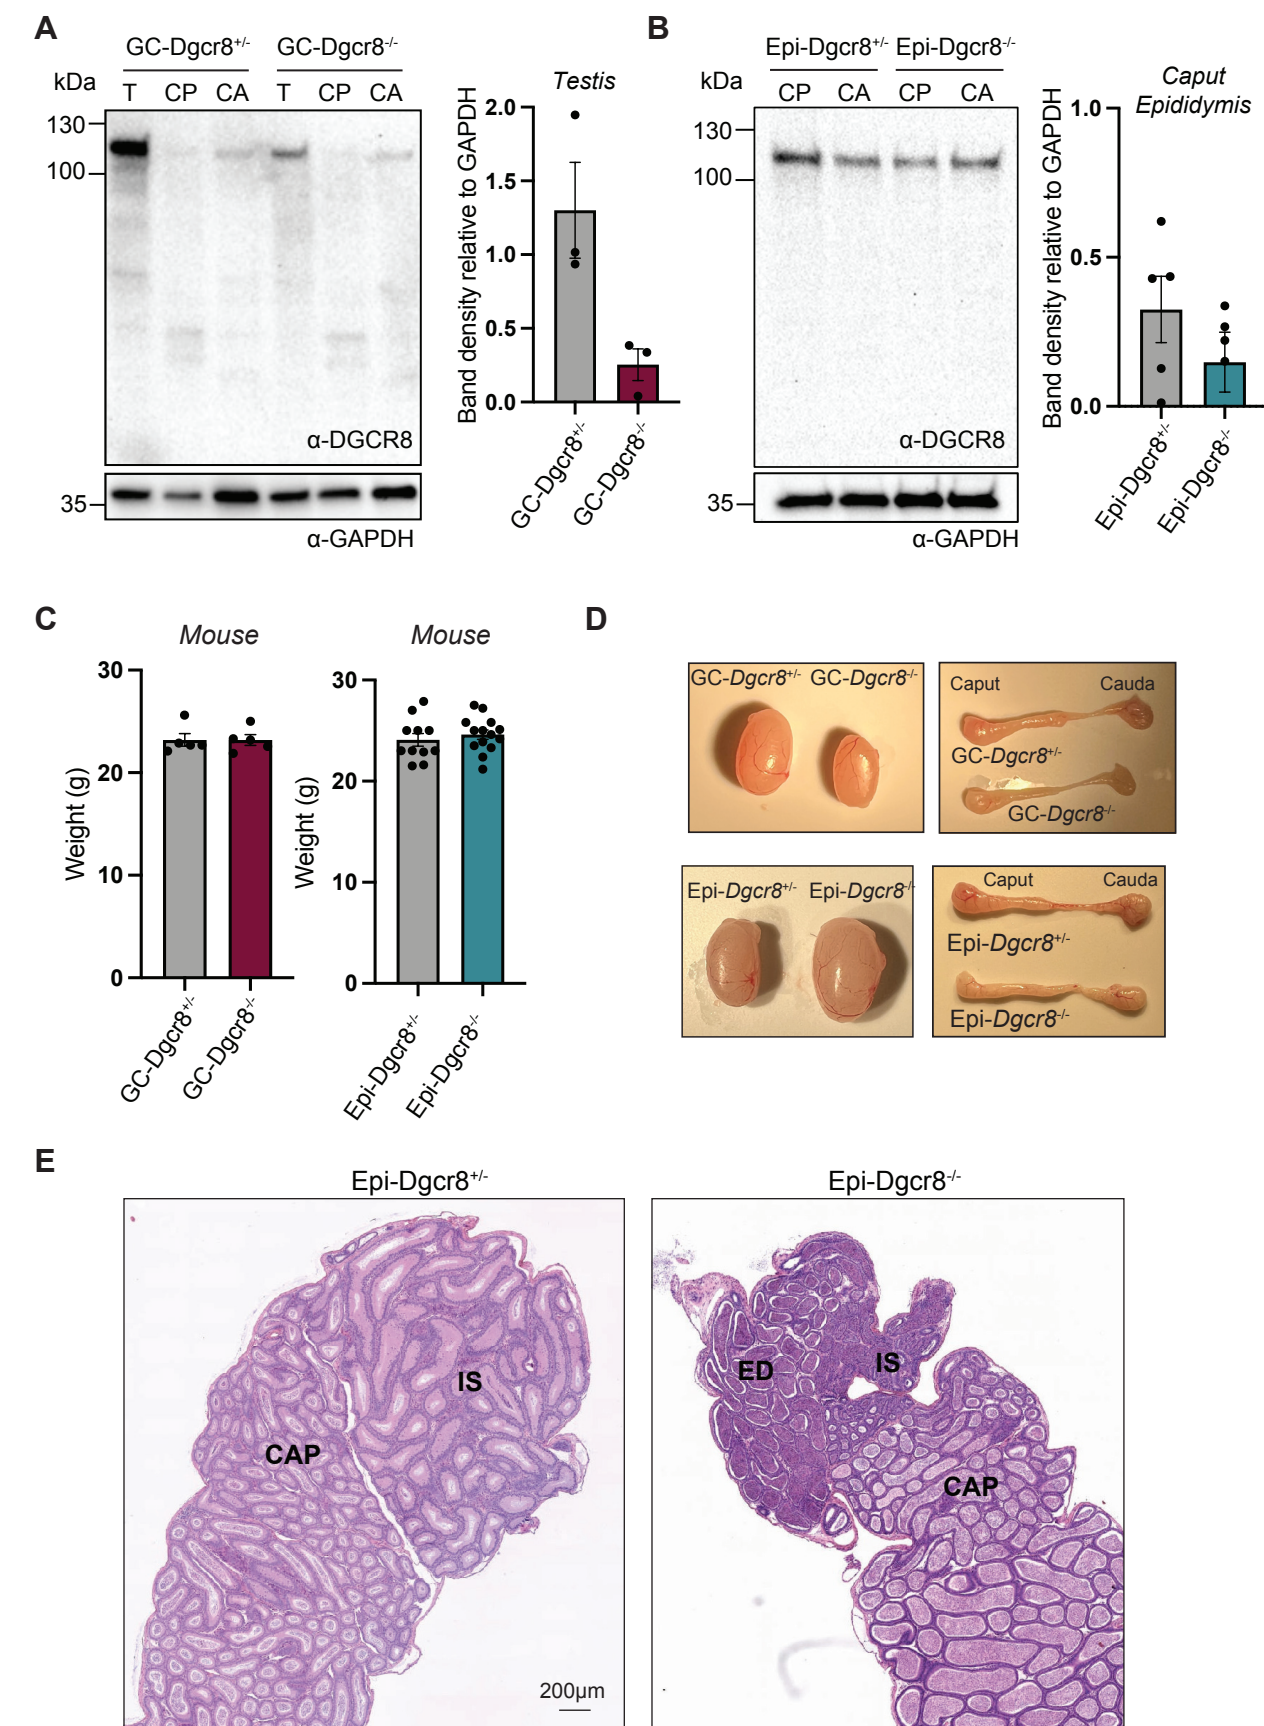 A
GC-Dgcr8+/- GC-Dgcr8-/-
kDa
T CP CA T CP CA
130
100
α-DGCR8
35
α-GAPDH
Testis
Band density relative to GAPDH
2.0
1.5
1.0
0.5
0.0
GC-Dgcr8+/-
GC-Dgcr8-/-
B
Epi-Dgcr8+/- Epi-Dgcr8-/-
kDa
CP CA CP CA
130
100
α-DGCR8
35
α-GAPDH
Caput
Epididymis
Band density relative to GAPDH
1.0
0.5
0.0
Epi-Dgcr8+/-
Epi-Dgcr8-/-
C
Mouse
Weight (g)
30
20
10
0
GC-Dgcr8+/-
GC-Dgcr8-/-
Mouse
Weight (g)
30
20
10
0
Epi-Dgcr8+/-
Epi-Dgcr8-/-
D
GC-Dgcr8+/- GC-Dgcr8-/-
Caput Cauda
GC-Dgcr8+/-
GC-Dgcr8-/-
Epi-Dgcr8+/- Epi-Dgcr8-/-
Caput Cauda
Epi-Dgcr8+/-
Epi-Dgcr8-/-
E
Epi-Dgcr8+/-
IS
CAP
200µm
Epi-Dgcr8-/-
ED
IS
CAP